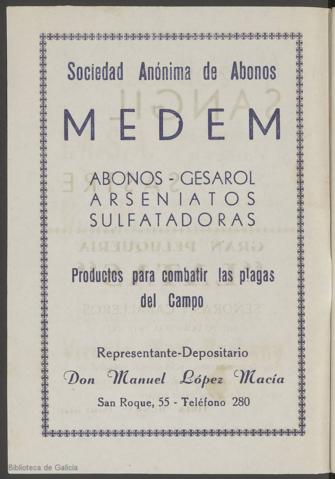 Sociedad Anónima de Abonos
MEDEM
ABONOS - GESAROL
ARSENIATOS
SULFATADORAS
Productos para combatir las plagas
del Campo
Representante-Depositario
Don Manuel López Macía
San Roque, 55 - Teléfono 280
Biblioteca de Galicia